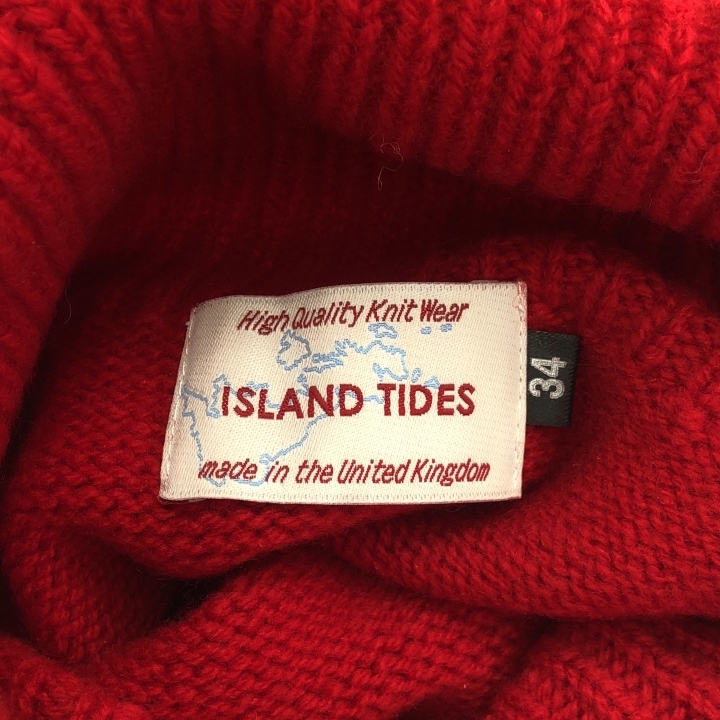 High Quality Knit Wear
ISLAND TIDES
made in the United Kingdom
34